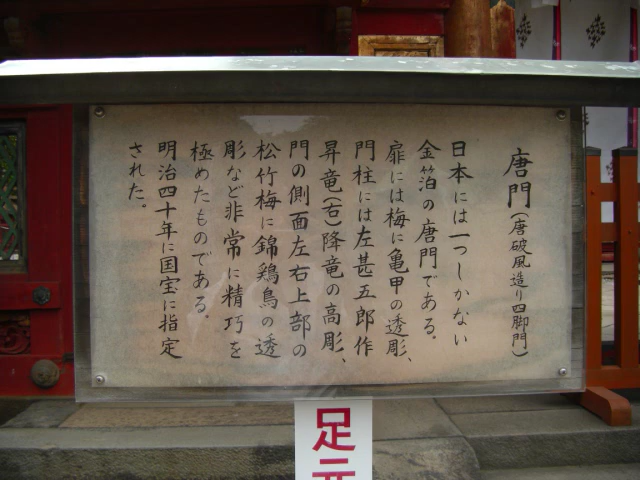 唐門(唐破風造り四脚門)
日本には一つしかない
金箔の唐門である。
扉には梅に亀甲の透彫、
門柱には左甚五郎作
昇竜(右)降竜の高彫、
門の側面左右上部の
松竹梅に錦鶏鳥の透
彫など非常に精巧を
極めたものである。
明治四十年に国宝に指定
された。
足元